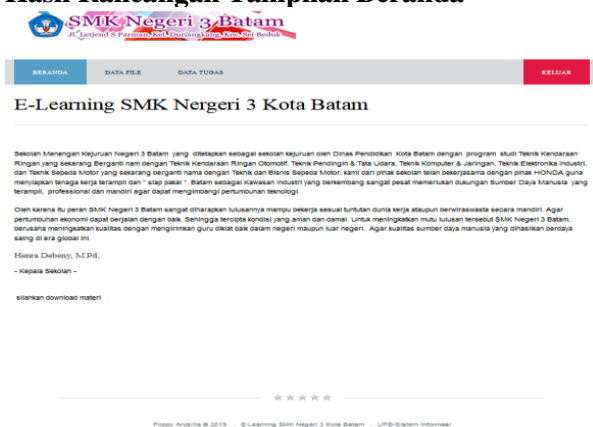 Hasil Rancangan Tampilan Beranda
SMK Negeri 3 Batam
Jl. Letjend S Parman, Kel. Duriangkang, Kec. Sei Beduk
BERANDA DATA FILE DATA TUGAS KELUAR
E-Learning SMK Nergeri 3 Kota Batam
Sekolah Menengah Kejuruan Negeri 3 Batam yang ditetapkan sebagai sekolah kejuruan oleh Dinas Pendidikan Kota Batam dengan program studi Teknik Kendaraan
Ringan yang sekarang Berganti nam dengan Teknik Kendaraan Ringan Otomotif, Teknik Pendingin & Tata Udara, Teknik Komputer & Jaringan, Teknik Elektronika Industri,
dan Teknik Sepeda Motor yang sekarang berganti nama dengan Teknik dan Bisnis Sepeda Motor, kami dari pihak sekolah telah bekerjasama dengan pihak HONDA guna
menyiapkan tenaga kerja terampil dan " siap pakai ". Batam sebagai Kawasan Industri yang berkembang sangat pesat memerlukan dukungan Sumber Daya Manusia yang
terampil, professional dan mandiri agar dapat mengimbangi pertumbuhan teknologi.
Oleh karena itu peran SMK Negeri 3 Batam sangat diharapkan lulusannya mampu bekerja sesuai tuntutan dunia kerja ataupun berwiraswasta secara mandiri. Agar
pertumbuhan ekonomi dapat berjalan dengan baik. Sehingga tercipta kondisi yang aman dan damai. Untuk meningkatkan mutu lulusan tersebut SMK Negeri 3 Batam,
berusaha meningkatkan kualitas dengan mengirimkan guru diklat baik dalam negeri maupun luar negeri. Agar kualitas sumber daya manusia yang dihasilkan berdaya
saing di era global ini.
Henra Debeny, M.Pd.
– Kepala Sekolah –
silahkan download materi
Poppy Anjelita @ 2019 - E-Learning SMK Negeri 3 Kota Batam - UPB-Sistem Informasi